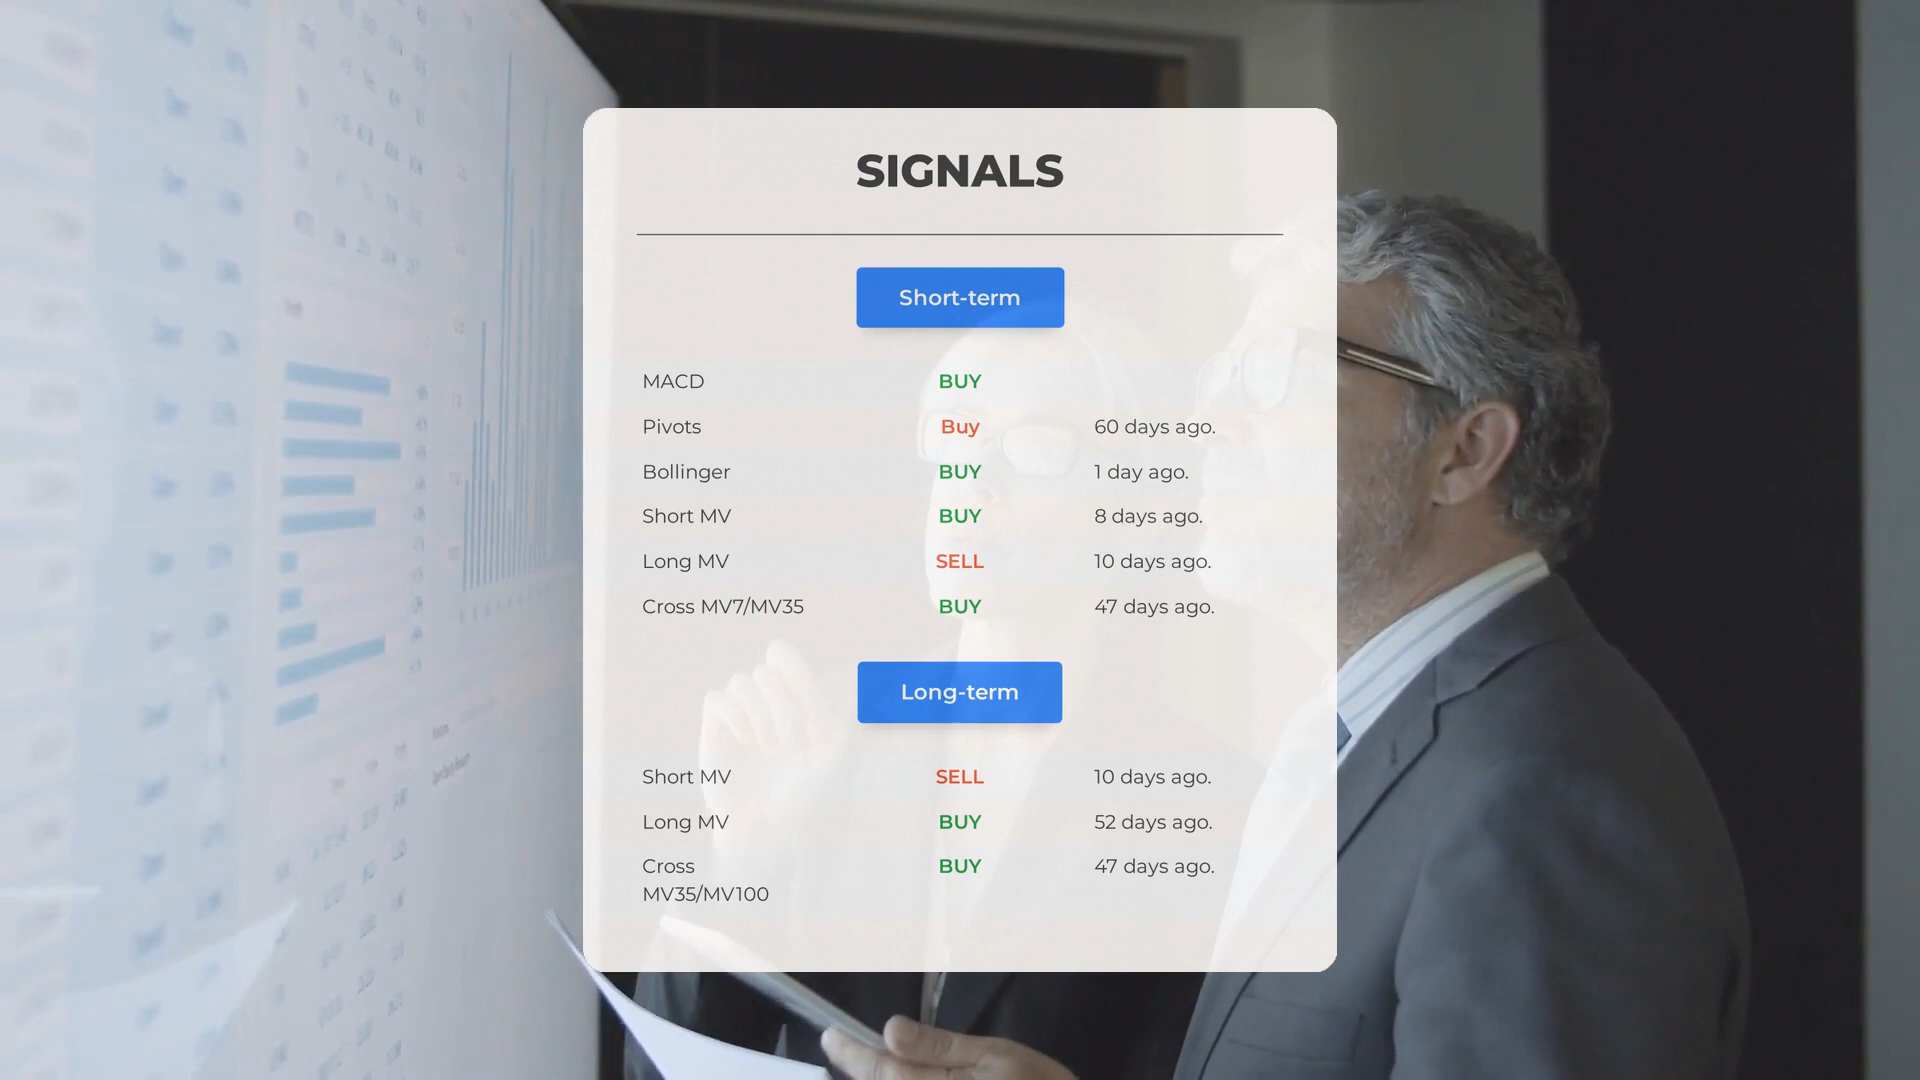 SIGNALS
Short-term
MACD BUY
Pivots Buy 60 days ago.
Bollinger BUY 1 day ago.
Short MV BUY 8 days ago.
Long MV SELL 10 days ago.
Cross MV7/MV35 BUY 47 days ago.
Long-term
Short MV SELL 10 days ago.
Long MV BUY 52 days ago.
Cross BUY 47 days ago.
MV35/MV100